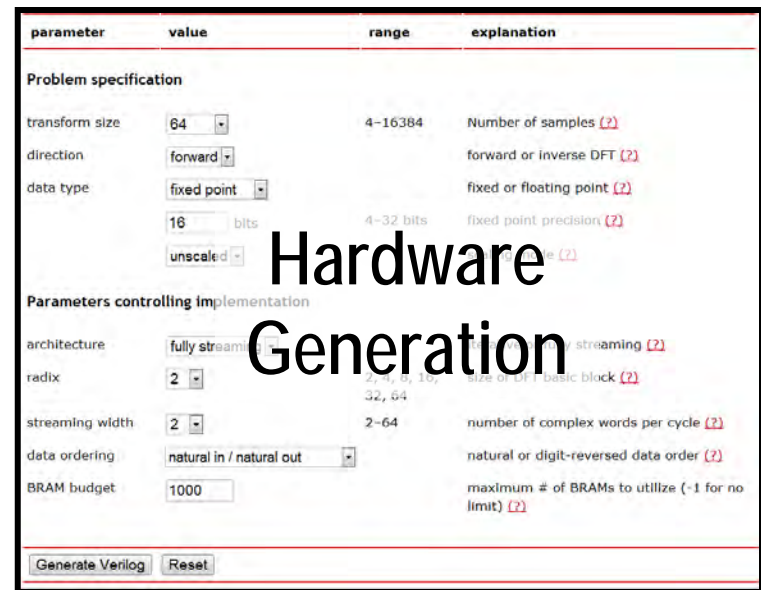 parameter value range explanation
Problem specification
transform size 64 4-16384 Number of samples (?)
direction forward forward or inverse DFT (?)
data type fixed point fixed or floating point (?)
16 bits 4-32 bits fixed point precision (?)
unscaled (?)
Hardware
Parameters controlling implementation
Generation
architecture fully streaming streaming (?)
radix 2 2, 4, 8, 16, size of DFT basic block (?)
32, 64
streaming width 2 2-64 number of complex words per cycle (?)
data ordering natural in / natural out natural or digit-reversed data order (?)
BRAM budget 1000 maximum # of BRAMs to utilize (-1 for no
limit) (?)
Generate Verilog Reset